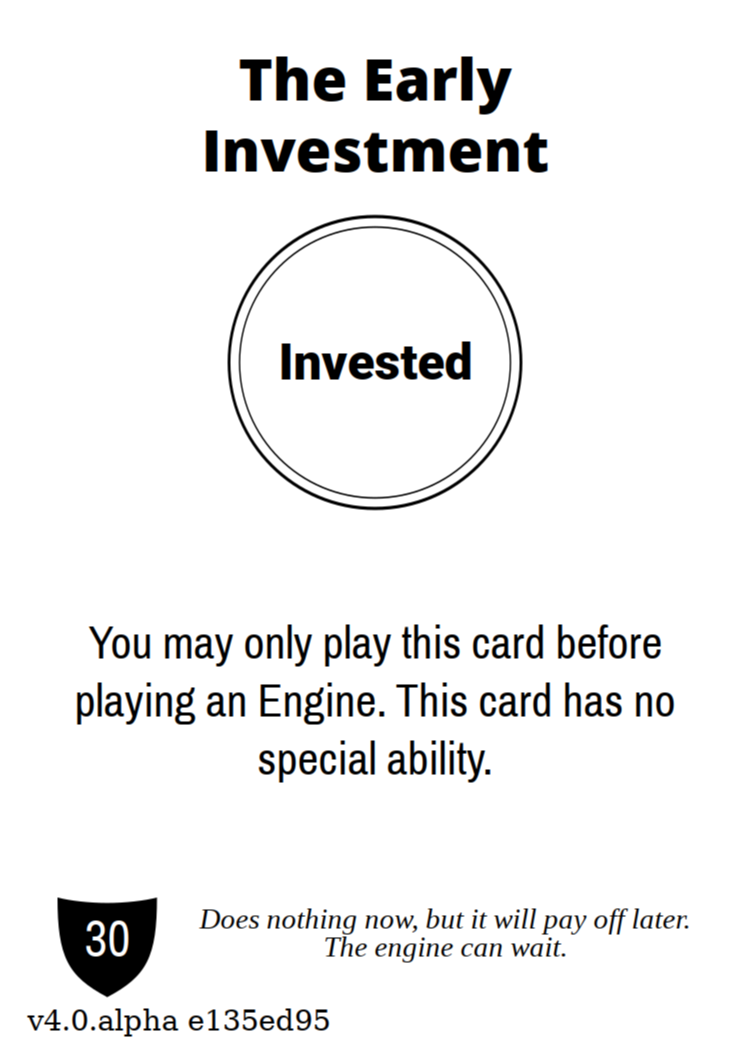 The Early
Investment
Invested
You may only play this card before
playing an Engine. This card has no
special ability.
30
Does nothing now, but it will pay off later.
The engine can wait.
v4.0.alpha e135ed95